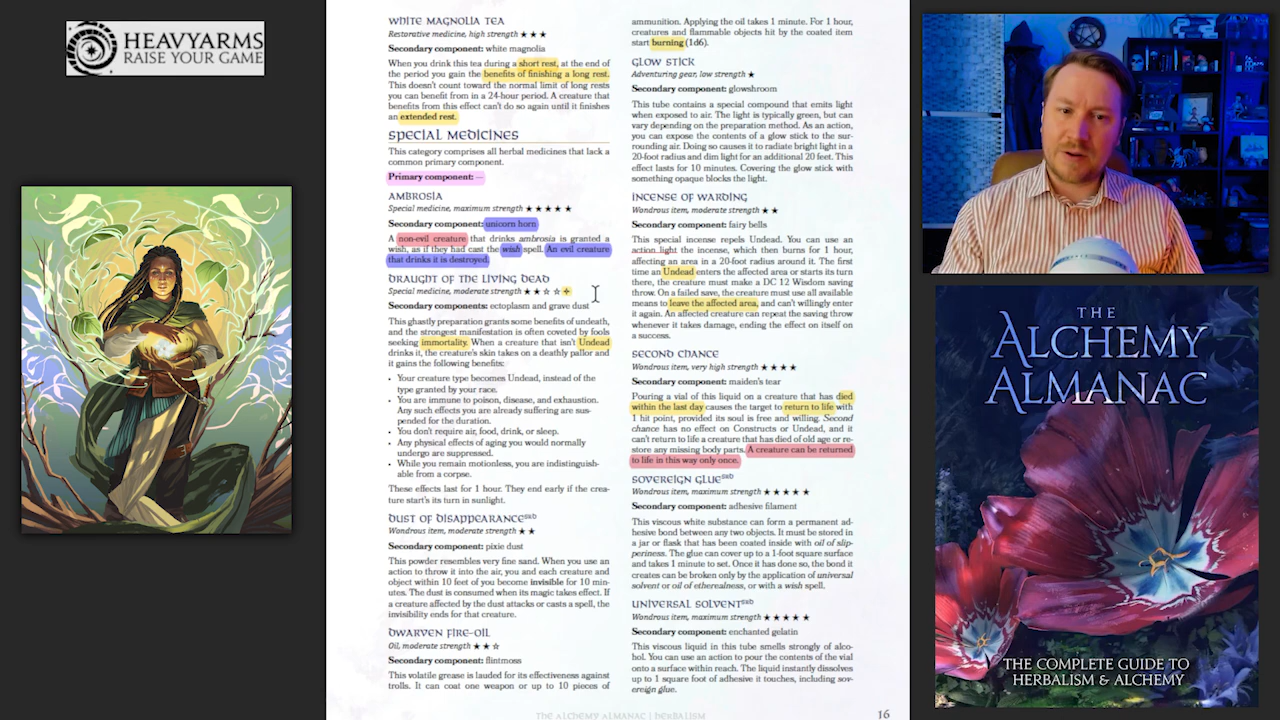 HEAVYARMS
RAISE YOUR GAME
WHITE MAGNOLIA TEA
Restorative medicine, high strength ★ ★ ★
Secondary component: white magnolia
When you drink this tea during a short rest, at the end of
the period you gain the benefits of finishing a long rest.
This doesn't count toward the normal limit of long rests
you can benefit from in a 24-hour period. A creature that
benefits from this effect can't do so again until it finishes
an extended rest.
SPECIAL MEDICINES
This category comprises all herbal medicines that lack a
common primary component.
Primary component: —
AMBROSIA
Special medicine, maximum strength ★ ★ ★ ★ ★
Secondary component: unicorn horn
A non-evil creature that drinks ambrosia is granted a
wish, as if they had cast the wish spell. An evil creature
that drinks it is destroyed.
DRAUGHT OF THE LIVING DEAD
Special medicine, moderate strength ★ ★ ☆ ☆ ✧
Secondary components: ectoplasm and grave dust
This ghastly preparation grants some benefits of undeath,
and the strongest manifestation is often coveted by fools
seeking immortality. When a creature that isn't Undead
drinks it, the creature's skin takes on a deathly pallor and
it gains the following benefits:
• Your creature type becomes Undead, instead of the
type granted by your race.
• You are immune to poison, disease, and exhaustion.
Any such effects you are already suffering are sus-
pended for the duration.
• You don't require air, food, drink, or sleep.
• Any physical effects of aging you would normally
undergo are suppressed.
• While you remain motionless, you are indistinguish-
able from a corpse.
These effects last for 1 hour. They end early if the crea-
ture start's its turn in sunlight.
DUST OF DISAPPEARANCE SXB
Wondrous item, moderate strength ★ ★
Secondary component: pixie dust
This powder resembles very fine sand. When you use an
action to throw it into the air, you and each creature and
object within 10 feet of you become invisible for 10 min-
utes. The dust is consumed when its magic takes effect. If
a creature affected by the dust attacks or casts a spell, the
invisibility ends for that creature.
DWARVEN FIRE-OIL
Oil, moderate strength ★ ★ ☆
Secondary component: flintmoss
This volatile grease is lauded for its effectiveness against
trolls. It can coat one weapon or up to 10 pieces of
ammunition. Applying the oil takes 1 minute. For 1 hour,
creatures and flammable objects hit by the coated item
start burning (1d6).
GLOW STICK
Adventuring gear, low strength ★
Secondary component: glowshroom
This tube contains a special compound that emits light
when exposed to air. The light is typically green, but can
vary depending on the preparation method. As an action,
you can expose the contents of a glow stick to the sur-
rounding air. Doing so causes it to radiate bright light in a
20-foot radius and dim light for an additional 20 feet. This
effect lasts for 10 minutes. Covering the glow stick with
something opaque blocks the light.
INCENSE OF WARDING
Wondrous item, moderate strength ★ ★
Secondary component: fairy bells
This special incense repels Undead. You can use an
action light the incense, which then burns for 1 hour,
affecting an area in a 20-foot radius around it. The first
time an Undead enters the affected area or starts its turn
there, the creature must make a DC 12 Wisdom saving
throw. On a failed save, the creature must use all available
means to leave the affected area, and can't willingly enter
it again. An affected creature can repeat the saving throw
whenever it takes damage, ending the effect on itself on
a success.
SECOND CHANCE
Wondrous item, very high strength ★ ★ ★ ★
Secondary component: maiden's tear
Pouring a vial of this liquid on a creature that has died
within the last day causes the target to return to life with
1 hit point, provided its soul is free and willing. Second
chance has no effect on Constructs or Undead, and it
can't return to life a creature that has died of old age or re-
store any missing body parts. A creature can be returned
to life in this way only once.
SOVEREIGN GLUE SXB
Wondrous item, maximum strength ★ ★ ★ ★ ★
Secondary component: adhesive filament
This viscous white substance can form a permanent ad-
hesive bond between any two objects. It must be stored in
a jar or flask that has been coated inside with oil of slip-
periness. The glue can cover up to a 1-foot square surface
and takes 1 minute to set. Once it has done so, the bond it
creates can be broken only by the application of universal
solvent or oil of etherealness, or with a wish spell.
UNIVERSAL SOLVENT SXB
Wondrous item, maximum strength ★ ★ ★ ★ ★
Secondary component: enchanted gelatin
This viscous liquid in this tube smells strongly of alco-
hol. You can use an action to pour the contents of the vial
onto a surface within reach. The liquid instantly dissolves
up to 1 square foot of adhesive it touches, including sov-
ereign glue.
THE ALCHEMY ALMANAC | HERBALISM
16
THE
ALCHEMY
ALMANAC
THE COMPLETE GUIDE TO
HERBALISM & ALCHEMY